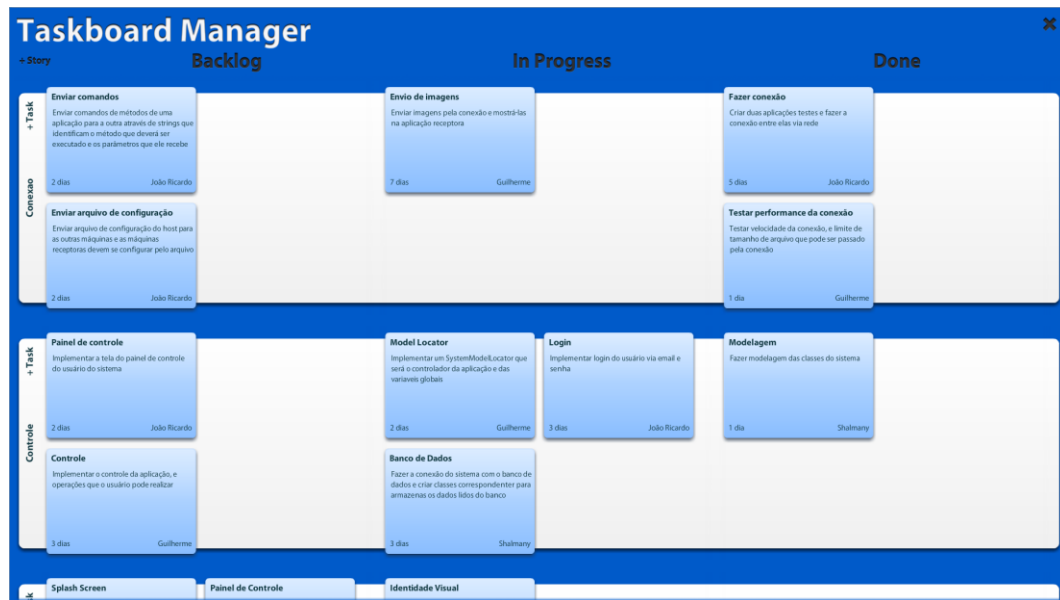 Taskboard Manager
+ Story
Backlog
In Progress
Done
+ Task
Conexao
Enviar comandos
Enviar comandos de métodos de uma
aplicação para a outra através de strings que
identificam o método que deverá ser
executado e os parâmetros que ele recebe
2 dias João Ricardo
Enviar arquivo de configuração
Enviar arquivo de configuração do host para
as outras máquinas e as máquinas
receptoras devem se configurar pelo arquivo
2 dias João Ricardo
Envio de imagens
Enviar imagens pela conexão e mostrá-las
na aplicação receptora
7 dias Guilherme
Fazer conexão
Criar duas aplicações testes e fazer a
conexão entre elas via rede
5 dias João Ricardo
Testar performance da conexão
Testar velocidade da conexão, e limite de
tamanho de arquivo que pode ser passado
pela conexão
1 dia Guilherme
+ Task
Controle
Painel de controle
Implementar a tela do painel de controle
do usuário do sistema
2 dias João Ricardo
Controle
Implementar o controle da aplicação, e
operações que o usuário pode realizar
3 dias Guilherme
Model Locator
Implementar um SystemModelLocator que
será o controlador da aplicação e das
variaveis globais
2 dias Guilherme
Login
Implementar login do usuário via email e
senha
3 dias João Ricardo
Banco de Dados
Fazer a conexão do sistema com o banco de
dados e criar classes correspondenter para
armazenas os dados lidos do banco
3 dias Shalmany
Modelagem
Fazer modelagem das classes do sistema
1 dia Shalmany
Splash Screen
Painel de Controle
Identidade Visual